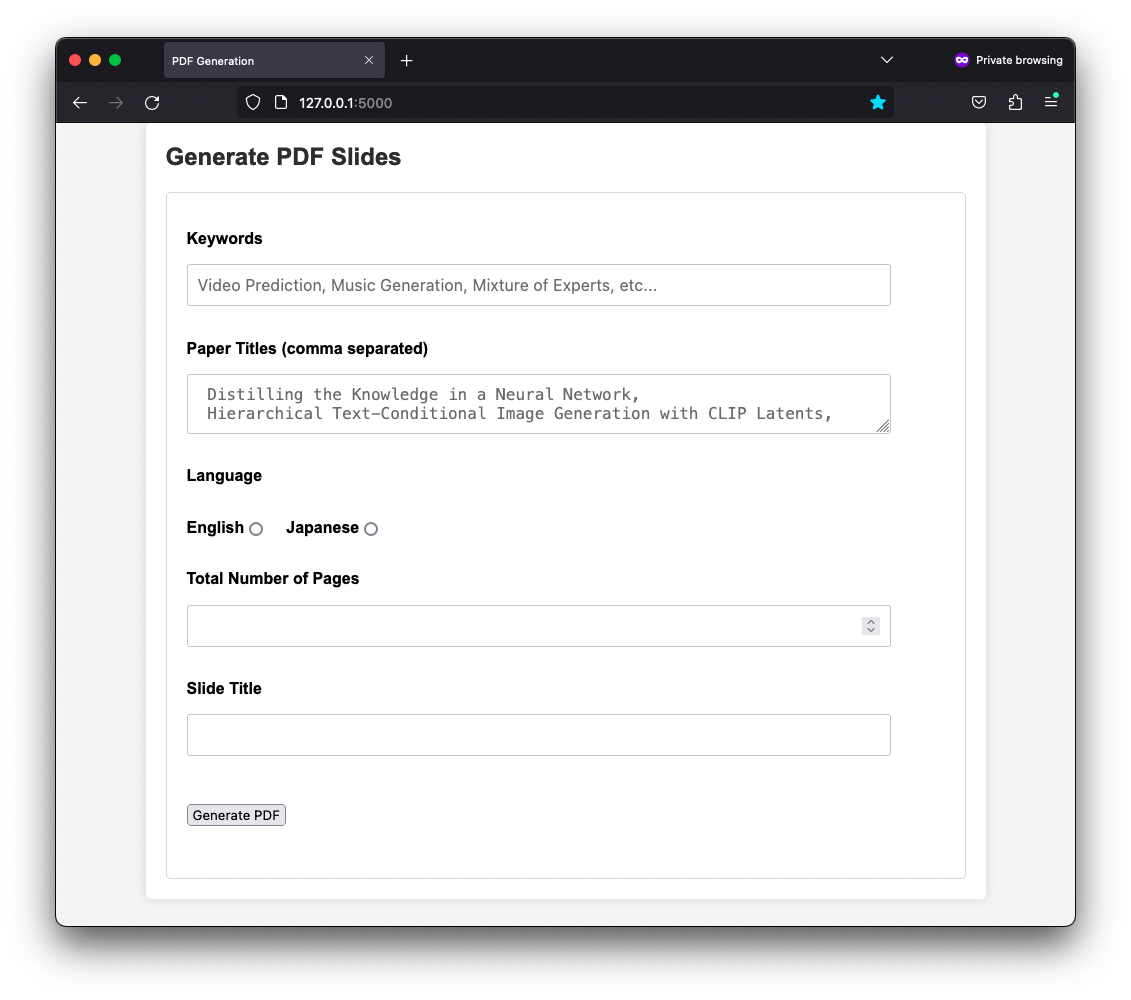 PDF Generation
Private browsing
127.0.0.1:5000
Generate PDF Slides
Keywords
Video Prediction, Music Generation, Mixture of Experts, etc...
Paper Titles (comma separated)
Distilling the Knowledge in a Neural Network,
Hierarchical Text-Conditional Image Generation with CLIP Latents,
Language
English Japanese
Total Number of Pages
Slide Title
Generate PDF